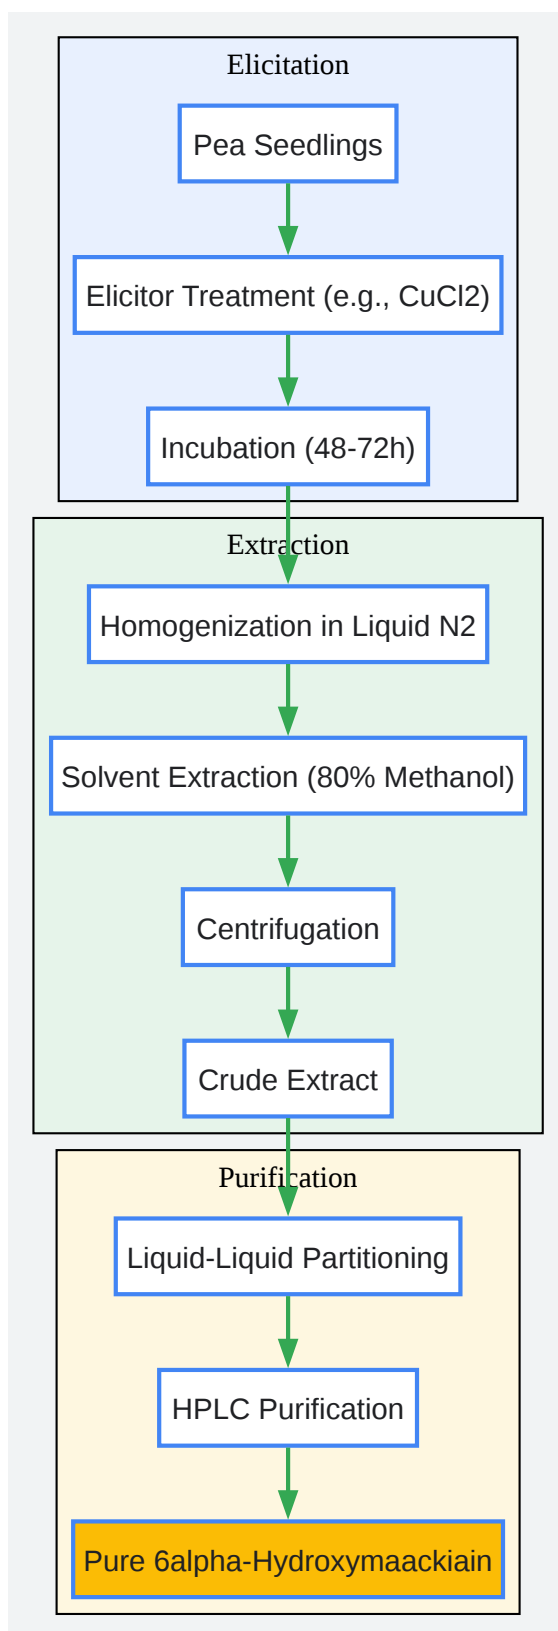 Elicitation
Pea Seedlings
Elicitor Treatment (e.g., CuCl2)
Incubation (48-72h)
Extraction
Homogenization in Liquid N2
Solvent Extraction (80% Methanol)
Centrifugation
Crude Extract
Purification
Liquid-Liquid Partitioning
HPLC Purification
Pure 6alpha-Hydroxymaackiain